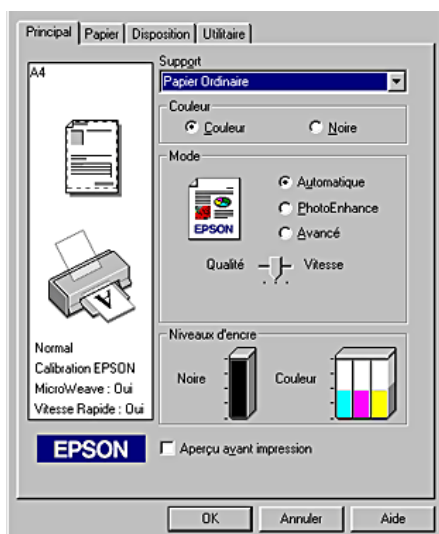 Principal Papier Disposition Utilitaire
A4
Support
Papier Ordinaire
Couleur
Couleur Noire
Mode
Automatique
PhotoEnhance
Avancé
EPSON
Qualité Vitesse
Niveaux d'encre
Noire Couleur
A
Normal
Calibration EPSON
MicroWeave : Oui
Vitesse Rapide : Oui
EPSON
Aperçu avant impression
OK Annuler Aide